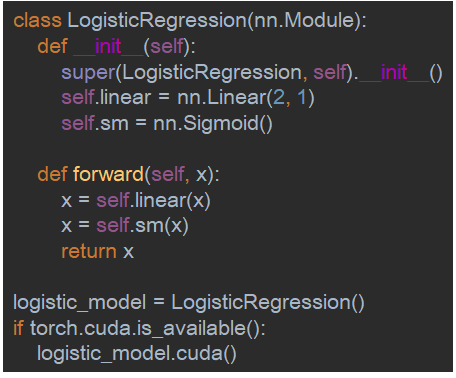 class LogisticRegression(nn.Module):
    def __init__(self):
        super(LogisticRegression, self).__init__()
        self.linear = nn.Linear(2, 1)
        self.sm = nn.Sigmoid()

    def forward(self, x):
        x = self.linear(x)
        x = self.sm(x)
        return x

logistic_model = LogisticRegression()
if torch.cuda.is_available():
    logistic_model.cuda()